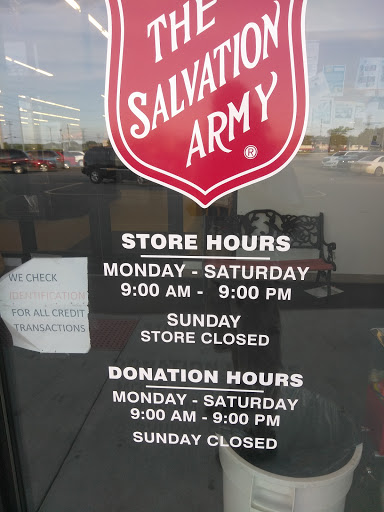 THE
SALVATION
ARMY
®
STORE HOURS
MONDAY - SATURDAY
9:00 AM - 9:00 PM
SUNDAY
STORE CLOSED
WE CHECK
IDENTIFICATION
FOR ALL CREDIT
TRANSACTIONS
DONATION HOURS
MONDAY - SATURDAY
9:00 AM - 9:00 PM
SUNDAY CLOSED